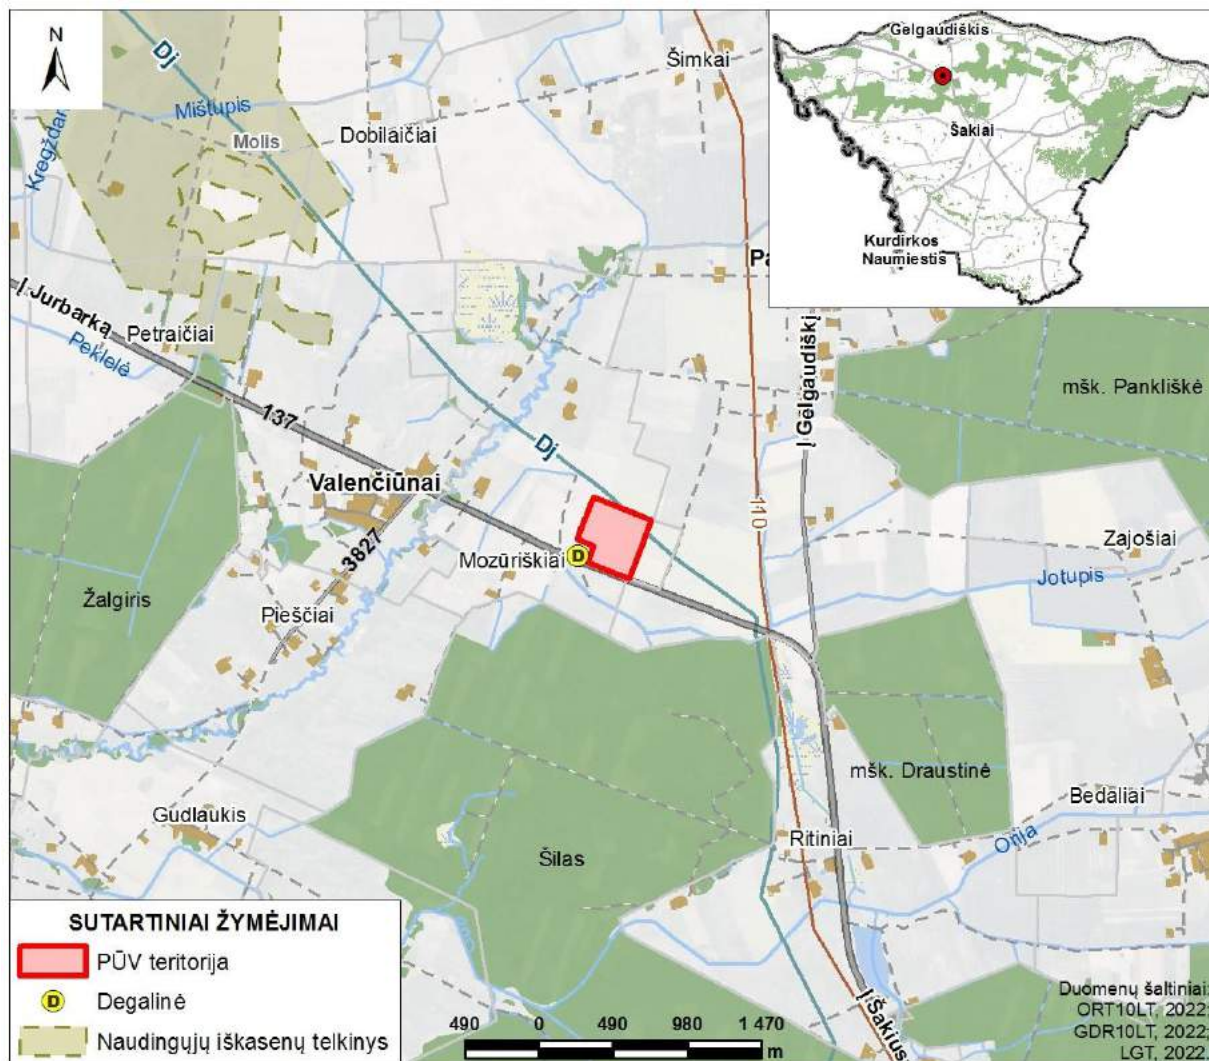 N
Dj
Šimkai
Mištupis
Dobilaičiai
Molis
Gelgaudiškis
Šakiai
Kurdirkos
Naumiestis
Į Jurbarką
Petraičiai
Peklelė
137
Į Gelgaudiškį
mšk. Pankliškė
Dj
Valenčiūnai
110
3827
Mozūriškiai
D
Zajošiai
Jotupis
Žalgiris
Pieščiai
mšk. Draustinė
Bedaliai
Gudlaukis
Ritiniai
Orija
Šilas
SUTARTINIAI ŽYMĖJIMAI
PŪV teritorija
D Degalinė
Naudingųjų iškasenų telkinys
490 0 490 980 1 470
m
Į Šakius
Duomenų šaltiniai:
ORT10LT, 2022;
GDR10LT, 2022;
LGT, 2022.